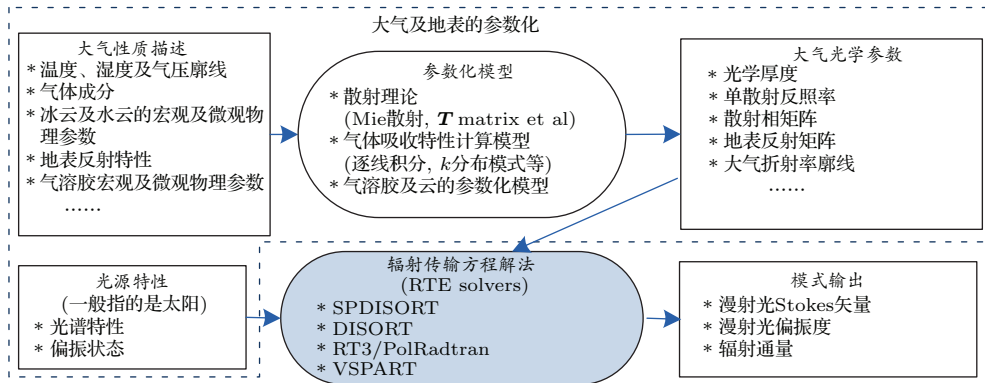 大气及地表的参数化
大气性质描述
* 温度、湿度及气压廓线
* 气体成分
* 冰云及水云的宏观及微观物
理参数
* 地表反射特性
* 气溶胶宏观及微观物理参数
……
参数化模型
* 散射理论
(Mie散射, T matrix et al)
* 气体吸收特性计算模型
(逐线积分, k分布模式等)
* 气溶胶及云的参数化模型
大气光学参数
* 光学厚度
* 单散射反照率
* 散射相矩阵
* 地表反射矩阵
* 大气折射率廓线
……
光源特性
(一般指的是太阳)
* 光谱特性
* 偏振状态
辐射传输方程解法
(RTE solvers)
* SPDISORT
* DISORT
* RT3/PolRadtran
* VSPART
模式输出
* 漫射光Stokes矢量
* 漫射光偏振度
* 辐射通量